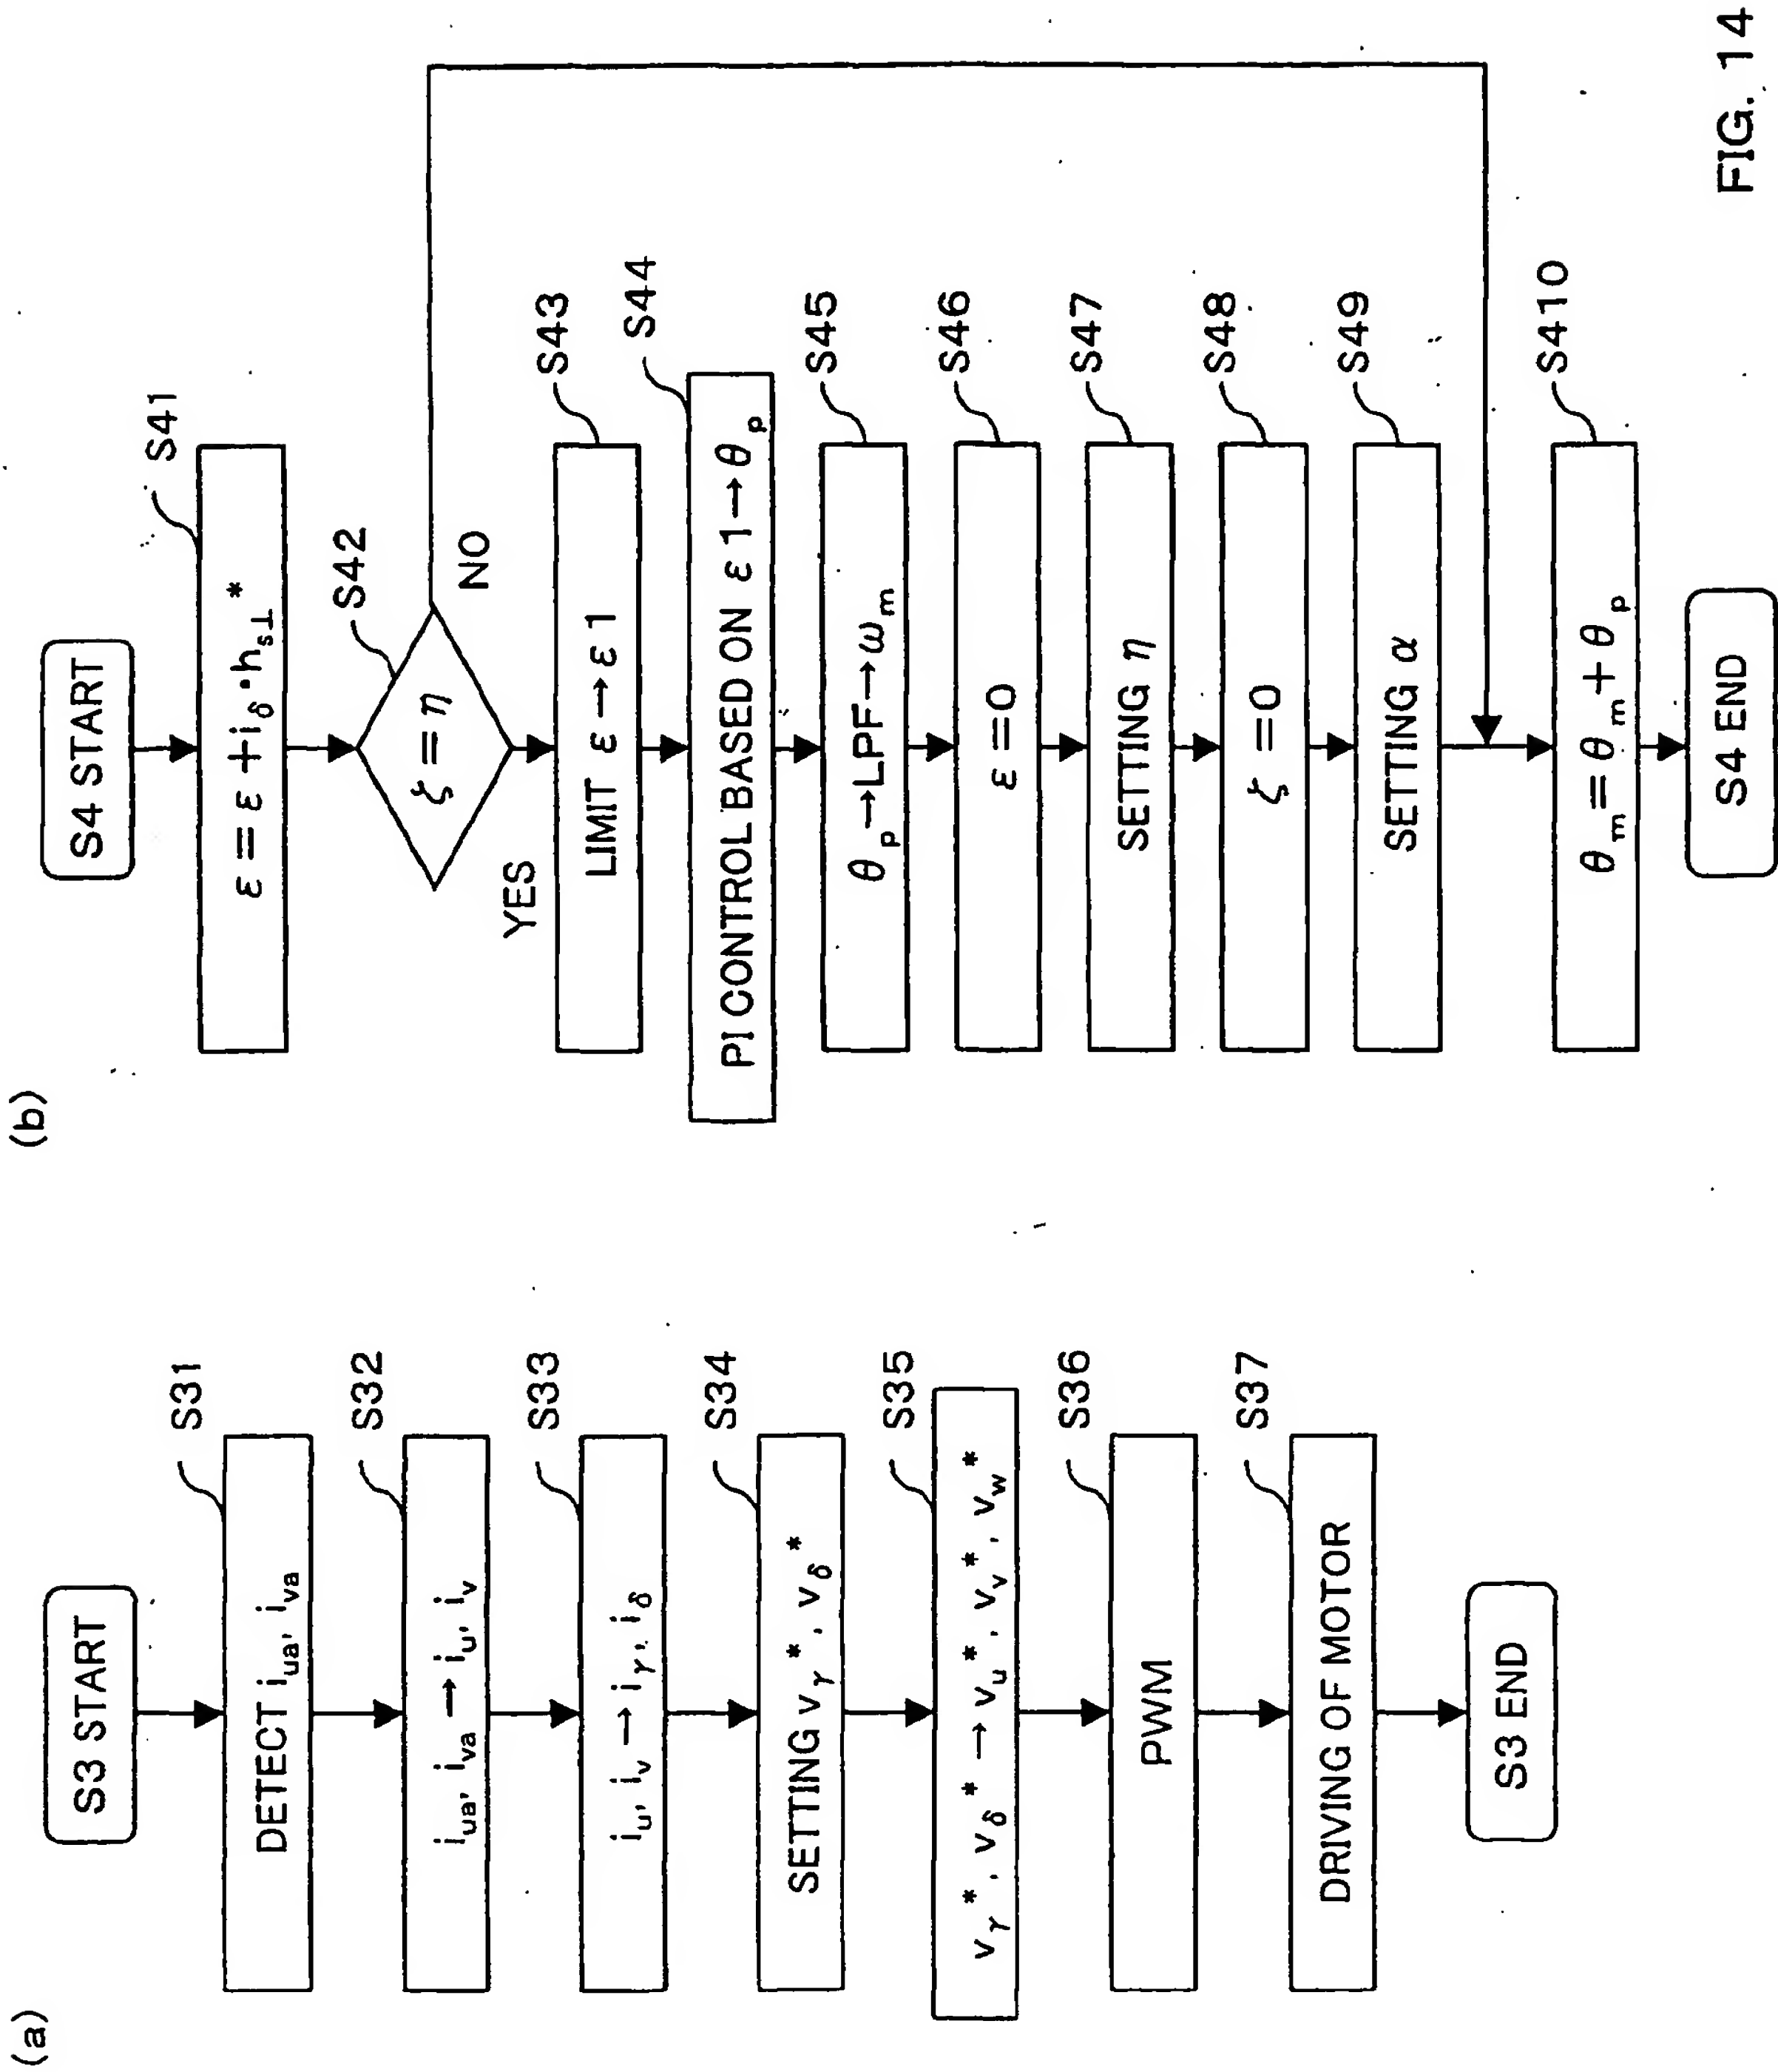 (a)
S3 START
S31
DETECT i_ua, i_va
S32
i_ua, i_va → i_u, i_v
S33
i_u, i_v → i_γ, i_δ
S34
SETTING v_γ*, v_δ*
S35
v_γ*, v_δ* → v_u*, v_v*, v_w*
S36
PWM
S37
DRIVING OF MOTOR
S3 END
(b)
S4 START
S41
ε = ε + i_δ · h_s⊥*
S42
ζ = η
NO
YES
S43
LIMIT ε → ε1
S44
PI CONTROL BASED ON ε1 → θ_p
S45
θ_p → LPF → ω_m
S46
ε = 0
S47
SETTING η
S48
ζ = 0
S49
SETTING α
S410
θ_m = θ_m + θ_p
S4 END
FIG. 14